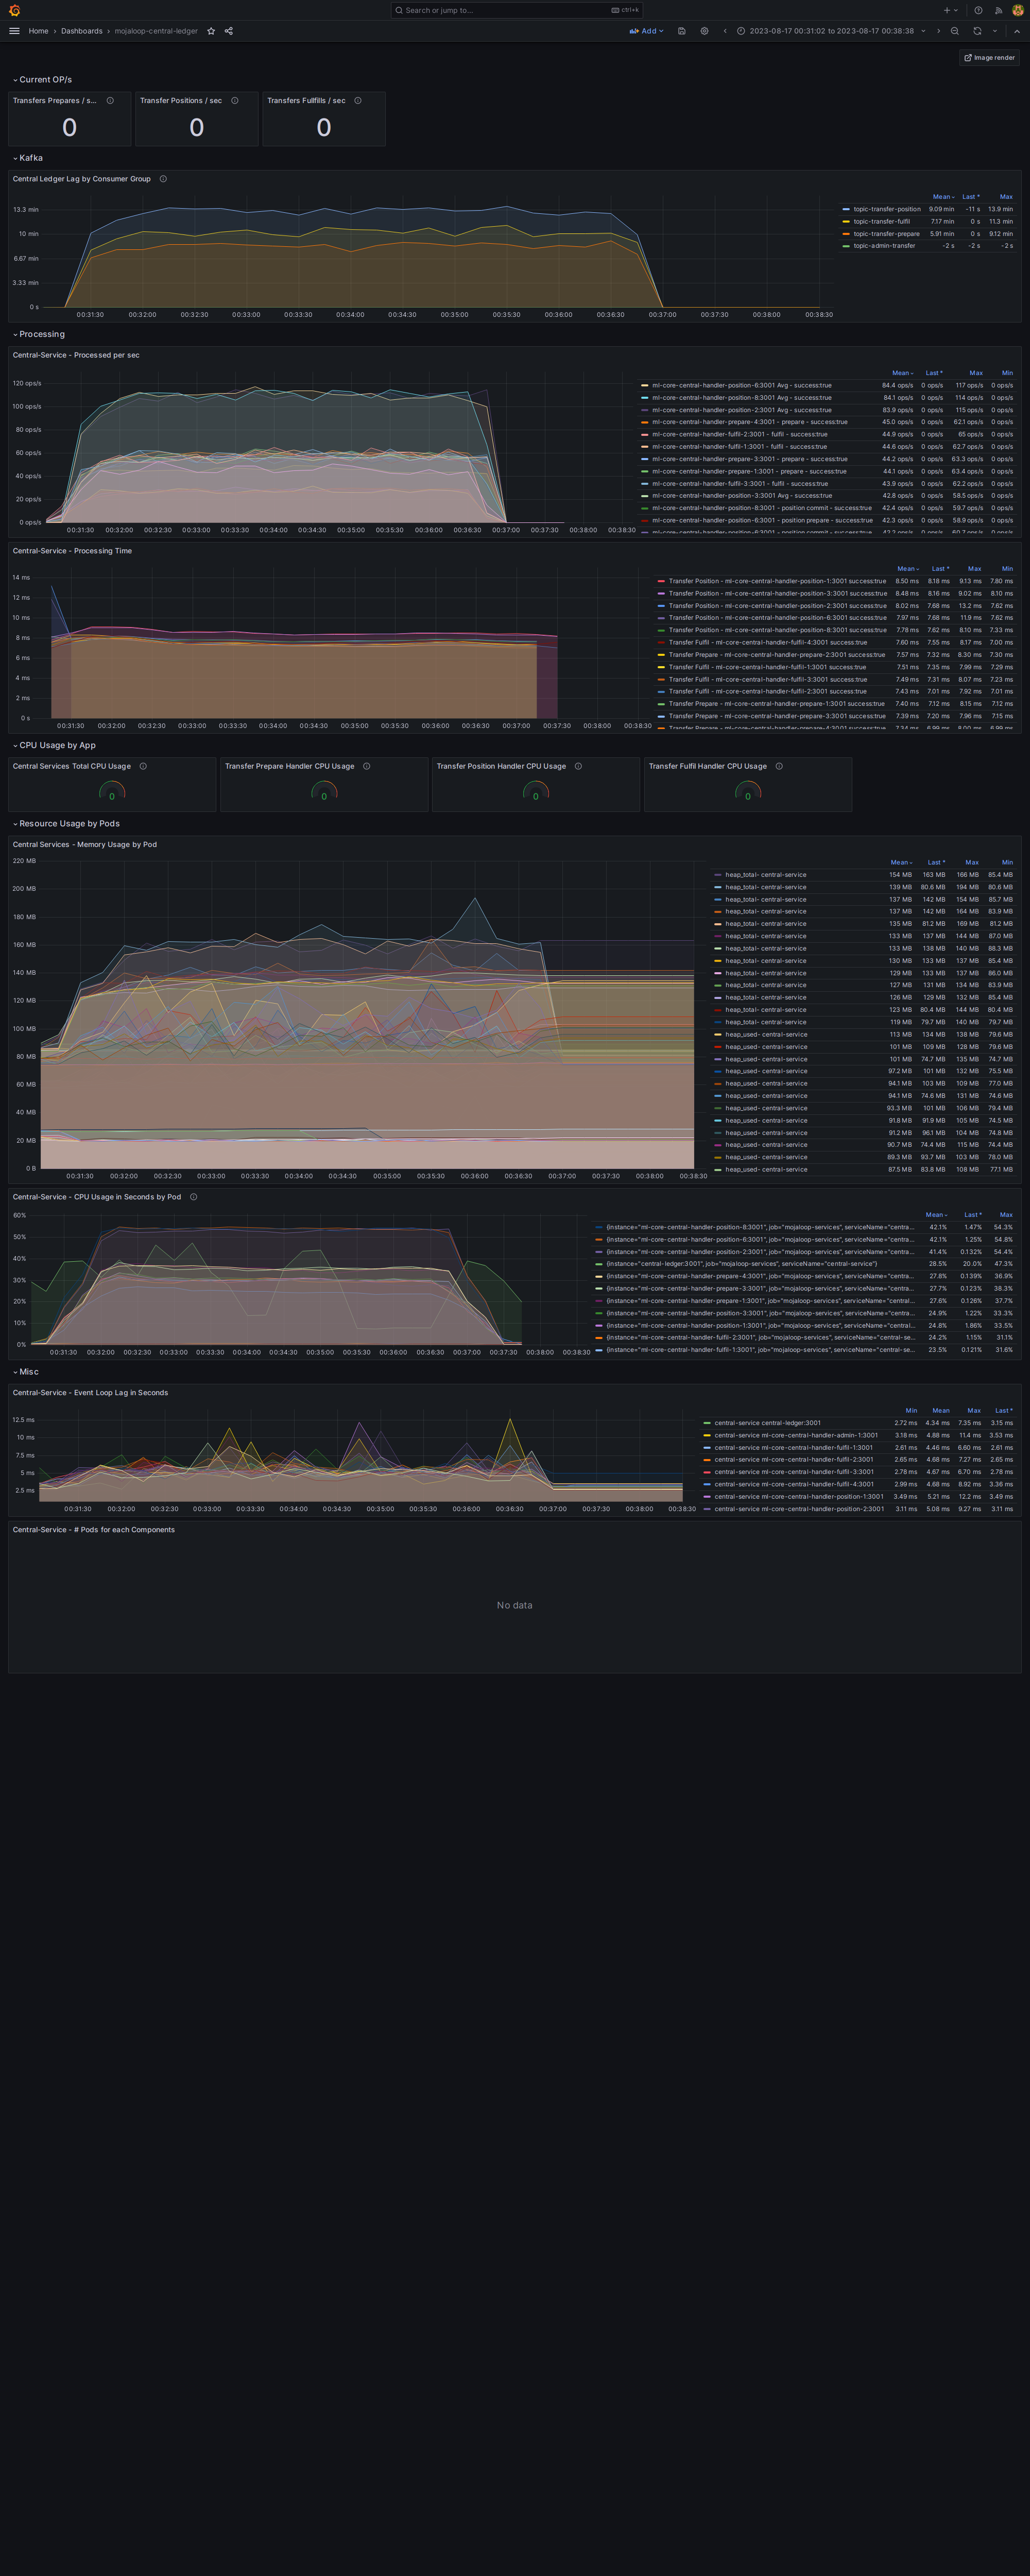 Search or jump to...
ctrl+k
Home › Dashboards › mojaloop-central-ledger
Add
2023-08-17 00:31:02 to 2023-08-17 00:38:38
Image render
Current OP/s
Transfers Prepares / s...
Transfer Positions / sec
Transfers Fullfills / sec
0
0
0
Kafka
Central Ledger Lag by Consumer Group
Mean Last * Max
13.3 min
10 min
6.67 min
3.33 min
0 s
00:31:30 00:32:00 00:32:30 00:33:00 00:33:30 00:34:00 00:34:30 00:35:00 00:35:30 00:36:00 00:36:30 00:37:00 00:37:30 00:38:00 00:38:30
topic-transfer-position 9.09 min -11 s 13.9 min
topic-transfer-fulfil 7.17 min 0 s 11.3 min
topic-transfer-prepare 5.91 min 0 s 9.12 min
topic-admin-transfer -2 s -2 s -2 s
Processing
Central-Service - Processed per sec
120 ops/s
100 ops/s
80 ops/s
60 ops/s
40 ops/s
20 ops/s
0 ops/s
00:31:30 00:32:00 00:32:30 00:33:00 00:33:30 00:34:00 00:34:30 00:35:00 00:35:30 00:36:00 00:36:30 00:37:00 00:37:30 00:38:00 00:38:30
Mean Last * Max Min
ml-core-central-handler-position-6:3001 Avg - success:true 84.4 ops/s 0 ops/s 117 ops/s 0 ops/s
ml-core-central-handler-position-8:3001 Avg - success:true 84.1 ops/s 0 ops/s 114 ops/s 0 ops/s
ml-core-central-handler-position-2:3001 Avg - success:true 83.9 ops/s 0 ops/s 115 ops/s 0 ops/s
ml-core-central-handler-prepare-4:3001 - prepare - success:true 45.0 ops/s 0 ops/s 62.1 ops/s 0 ops/s
ml-core-central-handler-fulfil-2:3001 - fulfil - success:true 44.9 ops/s 0 ops/s 65 ops/s 0 ops/s
ml-core-central-handler-fulfil-1:3001 - fulfil - success:true 44.6 ops/s 0 ops/s 62.7 ops/s 0 ops/s
ml-core-central-handler-prepare-3:3001 - prepare - success:true 44.2 ops/s 0 ops/s 63.3 ops/s 0 ops/s
ml-core-central-handler-prepare-1:3001 - prepare - success:true 44.1 ops/s 0 ops/s 63.4 ops/s 0 ops/s
ml-core-central-handler-fulfil-3:3001 - fulfil - success:true 43.9 ops/s 0 ops/s 62.2 ops/s 0 ops/s
ml-core-central-handler-position-3:3001 Avg - success:true 42.8 ops/s 0 ops/s 58.5 ops/s 0 ops/s
ml-core-central-handler-position-8:3001 - position commit - success:true 42.4 ops/s 0 ops/s 59.7 ops/s 0 ops/s
ml-core-central-handler-position-6:3001 - position prepare - success:true 42.3 ops/s 0 ops/s 58.9 ops/s 0 ops/s
ml-core-central-handler-position-6:3001 - position commit - success:true 42.2 ops/s 0 ops/s 60.7 ops/s 0 ops/s
Central-Service - Processing Time
14 ms
12 ms
10 ms
8 ms
6 ms
4 ms
2 ms
0 s
00:31:30 00:32:00 00:32:30 00:33:00 00:33:30 00:34:00 00:34:30 00:35:00 00:35:30 00:36:00 00:36:30 00:37:00 00:37:30 00:38:00 00:38:30
Mean Last * Max Min
Transfer Position - ml-core-central-handler-position-1:3001 success:true 8.50 ms 8.18 ms 9.13 ms 7.80 ms
Transfer Position - ml-core-central-handler-position-3:3001 success:true 8.48 ms 8.16 ms 9.02 ms 8.10 ms
Transfer Position - ml-core-central-handler-position-2:3001 success:true 8.02 ms 7.68 ms 13.2 ms 7.62 ms
Transfer Position - ml-core-central-handler-position-6:3001 success:true 7.97 ms 7.68 ms 11.9 ms 7.62 ms
Transfer Position - ml-core-central-handler-position-8:3001 success:true 7.78 ms 7.62 ms 8.10 ms 7.33 ms
Transfer Fulfil - ml-core-central-handler-fulfil-4:3001 success:true 7.60 ms 7.55 ms 8.17 ms 7.00 ms
Transfer Prepare - ml-core-central-handler-prepare-2:3001 success:true 7.57 ms 7.32 ms 8.30 ms 7.30 ms
Transfer Fulfil - ml-core-central-handler-fulfil-1:3001 success:true 7.51 ms 7.35 ms 7.99 ms 7.29 ms
Transfer Fulfil - ml-core-central-handler-fulfil-3:3001 success:true 7.49 ms 7.31 ms 8.07 ms 7.23 ms
Transfer Fulfil - ml-core-central-handler-fulfil-2:3001 success:true 7.43 ms 7.01 ms 7.92 ms 7.01 ms
Transfer Prepare - ml-core-central-handler-prepare-1:3001 success:true 7.40 ms 7.12 ms 8.15 ms 7.12 ms
Transfer Prepare - ml-core-central-handler-prepare-3:3001 success:true 7.39 ms 7.20 ms 7.96 ms 7.15 ms
Transfer Prepare - ml-core-central-handler-prepare-4:3001 success:true 7.34 ms 6.99 ms 8.00 ms 6.99 ms
CPU Usage by App
Central Services Total CPU Usage
Transfer Prepare Handler CPU Usage
Transfer Position Handler CPU Usage
Transfer Fulfil Handler CPU Usage
0
0
0
0
Resource Usage by Pods
Central Services - Memory Usage by Pod
220 MB
200 MB
180 MB
160 MB
140 MB
120 MB
100 MB
80 MB
60 MB
40 MB
20 MB
0 B
00:31:30 00:32:00 00:32:30 00:33:00 00:33:30 00:34:00 00:34:30 00:35:00 00:35:30 00:36:00 00:36:30 00:37:00 00:37:30 00:38:00 00:38:30
Mean Last * Max Min
heap_total- central-service 154 MB 163 MB 166 MB 85.4 MB
heap_total- central-service 139 MB 80.6 MB 194 MB 80.6 MB
heap_total- central-service 137 MB 142 MB 154 MB 85.7 MB
heap_total- central-service 137 MB 142 MB 164 MB 83.9 MB
heap_total- central-service 135 MB 81.2 MB 169 MB 81.2 MB
heap_total- central-service 133 MB 137 MB 144 MB 87.0 MB
heap_total- central-service 133 MB 138 MB 140 MB 88.3 MB
heap_total- central-service 130 MB 133 MB 137 MB 85.4 MB
heap_total- central-service 129 MB 133 MB 137 MB 86.0 MB
heap_total- central-service 127 MB 131 MB 134 MB 83.9 MB
heap_total- central-service 126 MB 129 MB 132 MB 85.4 MB
heap_total- central-service 123 MB 80.4 MB 144 MB 80.4 MB
heap_total- central-service 119 MB 79.7 MB 140 MB 79.7 MB
heap_used- central-service 113 MB 134 MB 138 MB 79.6 MB
heap_used- central-service 101 MB 109 MB 128 MB 79.6 MB
heap_used- central-service 101 MB 74.7 MB 135 MB 74.7 MB
heap_used- central-service 97.2 MB 101 MB 132 MB 75.5 MB
heap_used- central-service 94.1 MB 103 MB 109 MB 77.0 MB
heap_used- central-service 94.1 MB 74.6 MB 131 MB 74.6 MB
heap_used- central-service 93.3 MB 101 MB 106 MB 79.4 MB
heap_used- central-service 91.8 MB 91.9 MB 105 MB 74.5 MB
heap_used- central-service 91.2 MB 96.1 MB 104 MB 74.8 MB
heap_used- central-service 90.7 MB 74.4 MB 115 MB 74.4 MB
heap_used- central-service 89.3 MB 93.7 MB 103 MB 78.0 MB
heap_used- central-service 87.5 MB 83.8 MB 108 MB 77.1 MB
Central-Service - CPU Usage in Seconds by Pod
60%
50%
40%
30%
20%
10%
0%
00:31:30 00:32:00 00:32:30 00:33:00 00:33:30 00:34:00 00:34:30 00:35:00 00:35:30 00:36:00 00:36:30 00:37:00 00:37:30 00:38:00 00:38:30
Mean Last * Max
{instance="ml-core-central-handler-position-8:3001", job="mojaloop-services", serviceName="centra... 42.1% 1.47% 54.3%
{instance="ml-core-central-handler-position-6:3001", job="mojaloop-services", serviceName="centra... 42.1% 1.25% 54.8%
{instance="ml-core-central-handler-position-2:3001", job="mojaloop-services", serviceName="centra... 41.4% 0.132% 54.4%
{instance="central-ledger:3001", job="mojaloop-services", serviceName="central-service"} 28.5% 20.0% 47.3%
{instance="ml-core-central-handler-prepare-4:3001", job="mojaloop-services", serviceName="centra... 27.8% 0.139% 36.9%
{instance="ml-core-central-handler-prepare-3:3001", job="mojaloop-services", serviceName="centra... 27.7% 0.123% 38.3%
{instance="ml-core-central-handler-prepare-1:3001", job="mojaloop-services", serviceName="central... 27.6% 0.126% 37.7%
{instance="ml-core-central-handler-position-3:3001", job="mojaloop-services", serviceName="centra... 24.9% 1.22% 33.3%
{instance="ml-core-central-handler-position-1:3001", job="mojaloop-services", serviceName="central... 24.8% 1.86% 33.5%
{instance="ml-core-central-handler-fulfil-2:3001", job="mojaloop-services", serviceName="central-se... 24.2% 1.15% 31.1%
{instance="ml-core-central-handler-fulfil-1:3001", job="mojaloop-services", serviceName="central-se... 23.5% 0.121% 31.6%
Misc
Central-Service - Event Loop Lag in Seconds
12.5 ms
10 ms
7.5 ms
5 ms
2.5 ms
00:31:30 00:32:00 00:32:30 00:33:00 00:33:30 00:34:00 00:34:30 00:35:00 00:35:30 00:36:00 00:36:30 00:37:00 00:37:30 00:38:00 00:38:30
Min Mean Max Last *
central-service central-ledger:3001 2.72 ms 4.34 ms 7.35 ms 3.15 ms
central-service ml-core-central-handler-admin-1:3001 3.18 ms 4.88 ms 11.4 ms 3.53 ms
central-service ml-core-central-handler-fulfil-1:3001 2.61 ms 4.46 ms 6.60 ms 2.61 ms
central-service ml-core-central-handler-fulfil-2:3001 2.65 ms 4.68 ms 7.27 ms 2.65 ms
central-service ml-core-central-handler-fulfil-3:3001 2.78 ms 4.67 ms 6.70 ms 2.78 ms
central-service ml-core-central-handler-fulfil-4:3001 2.99 ms 4.68 ms 8.92 ms 3.36 ms
central-service ml-core-central-handler-position-1:3001 3.49 ms 5.21 ms 12.2 ms 3.49 ms
central-service ml-core-central-handler-position-2:3001 3.11 ms 5.08 ms 9.27 ms 3.11 ms
Central-Service - # Pods for each Components
No data